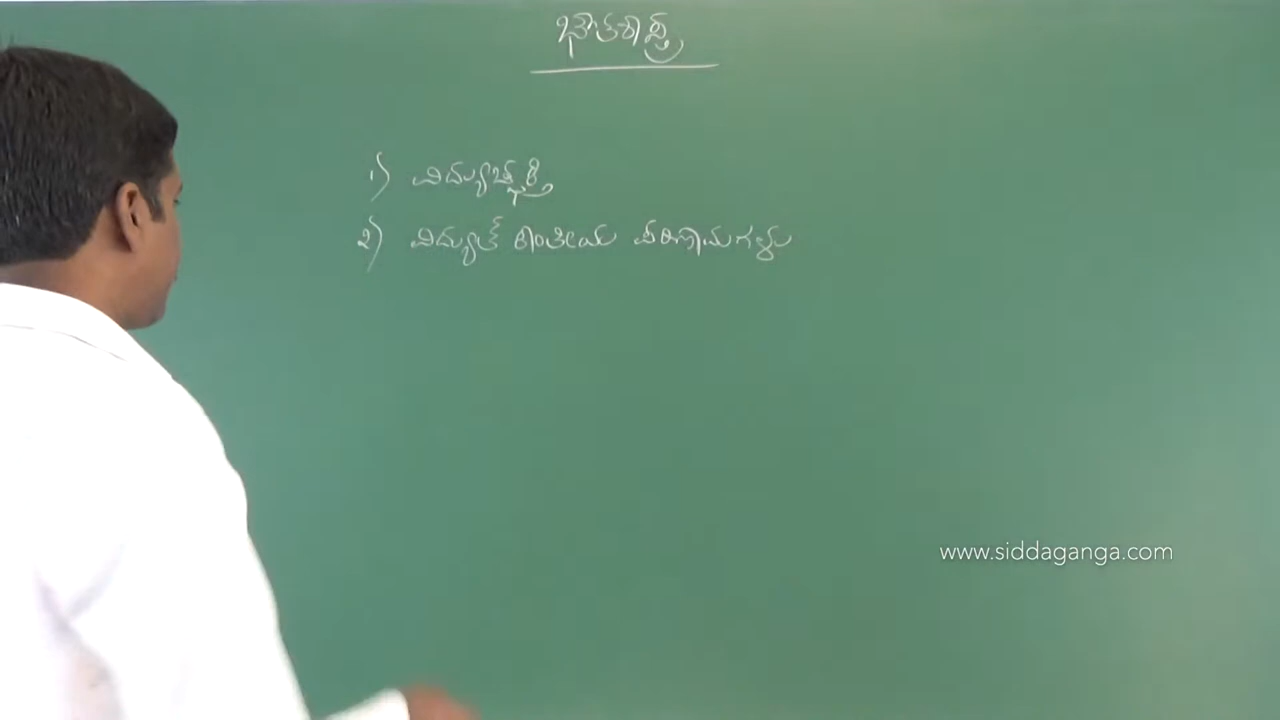 ಭೌತಶಾಸ್ತ್ರ
1) ವಿದ್ಯುಚ್ಛಕ್ತಿ
2) ವಿದ್ಯುತ್ ಕಾಂತೀಯ ಪರಿಣಾಮಗಳು
www.siddaganga.com